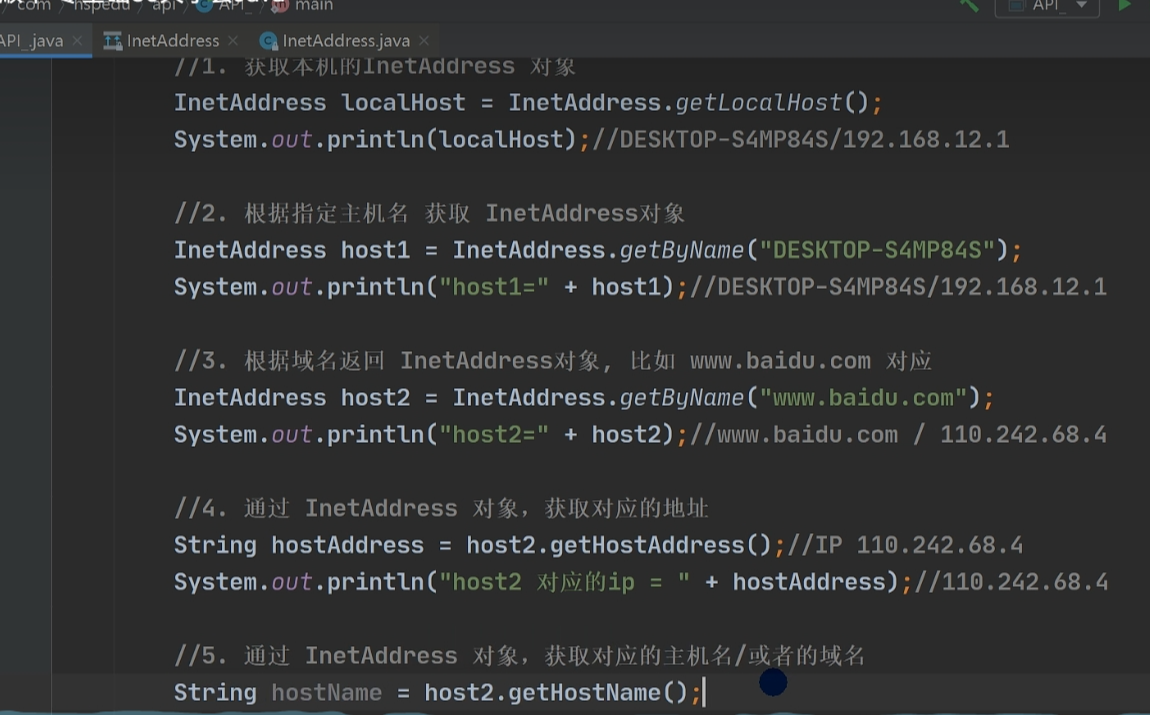 com hspedu api API_ main
API_
API_.java InetAddress InetAddress.java
//1. 获取本机的InetAddress 对象
InetAddress localHost = InetAddress.getLocalHost();
System.out.println(localHost);//DESKTOP-S4MP84S/192.168.12.1
//2. 根据指定主机名 获取 InetAddress对象
InetAddress host1 = InetAddress.getByName("DESKTOP-S4MP84S");
System.out.println("host1=" + host1);//DESKTOP-S4MP84S/192.168.12.1
//3. 根据域名返回 InetAddress对象, 比如 www.baidu.com 对应
InetAddress host2 = InetAddress.getByName("www.baidu.com");
System.out.println("host2=" + host2);//www.baidu.com / 110.242.68.4
//4. 通过 InetAddress 对象，获取对应的地址
String hostAddress = host2.getHostAddress();//IP 110.242.68.4
System.out.println("host2 对应的ip = " + hostAddress);//110.242.68.4
//5. 通过 InetAddress 对象，获取对应的主机名/或者的域名
String hostName = host2.getHostName();